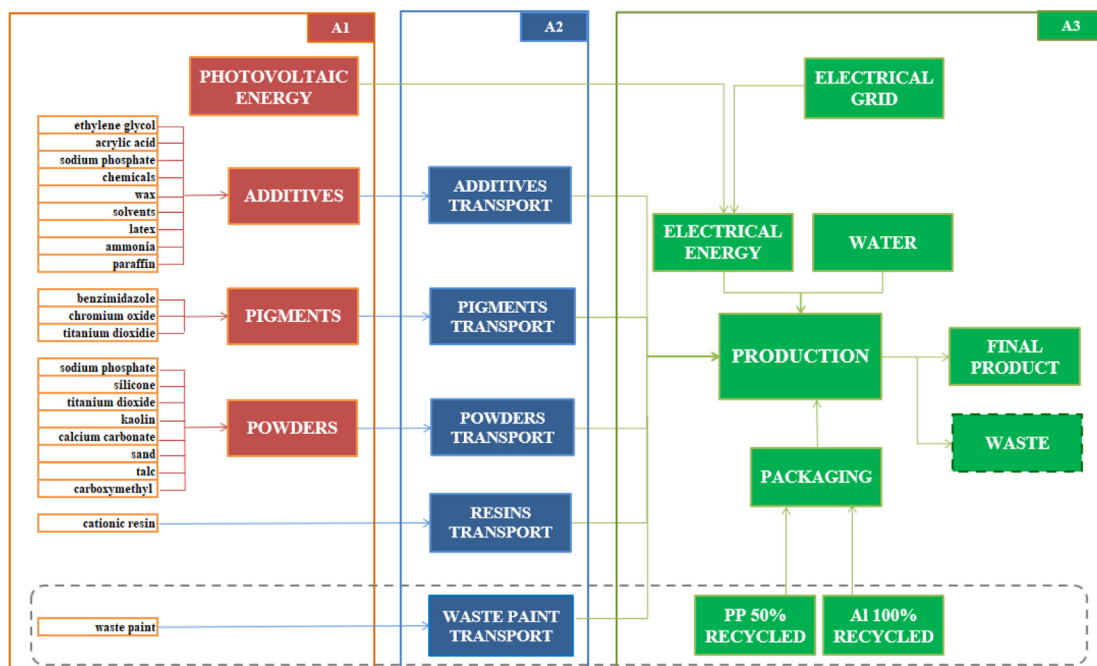 A1
A2
A3
PHOTOVOLTAIC
ENERGY
ELECTRICAL
GRID
ethylene glycol
acrylic acid
sodium phosphate
chemicals
wax
solvents
latex
ammonia
paraffin
ADDITIVES
ADDITIVES
TRANSPORT
ELECTRICAL
ENERGY
WATER
benzimidazole
chromium oxide
titanium dioxidie
PIGMENTS
PIGMENTS
TRANSPORT
PRODUCTION
FINAL
PRODUCT
sodium phosphate
silicone
titanium dioxide
kaolin
calcium carbonate
sand
talc
carboxymethyl
POWDERS
POWDERS
TRANSPORT
WASTE
PACKAGING
cationic resin
RESINS
TRANSPORT
waste paint
WASTE PAINT
TRANSPORT
PP 50%
RECYCLED
Al 100%
RECYCLED